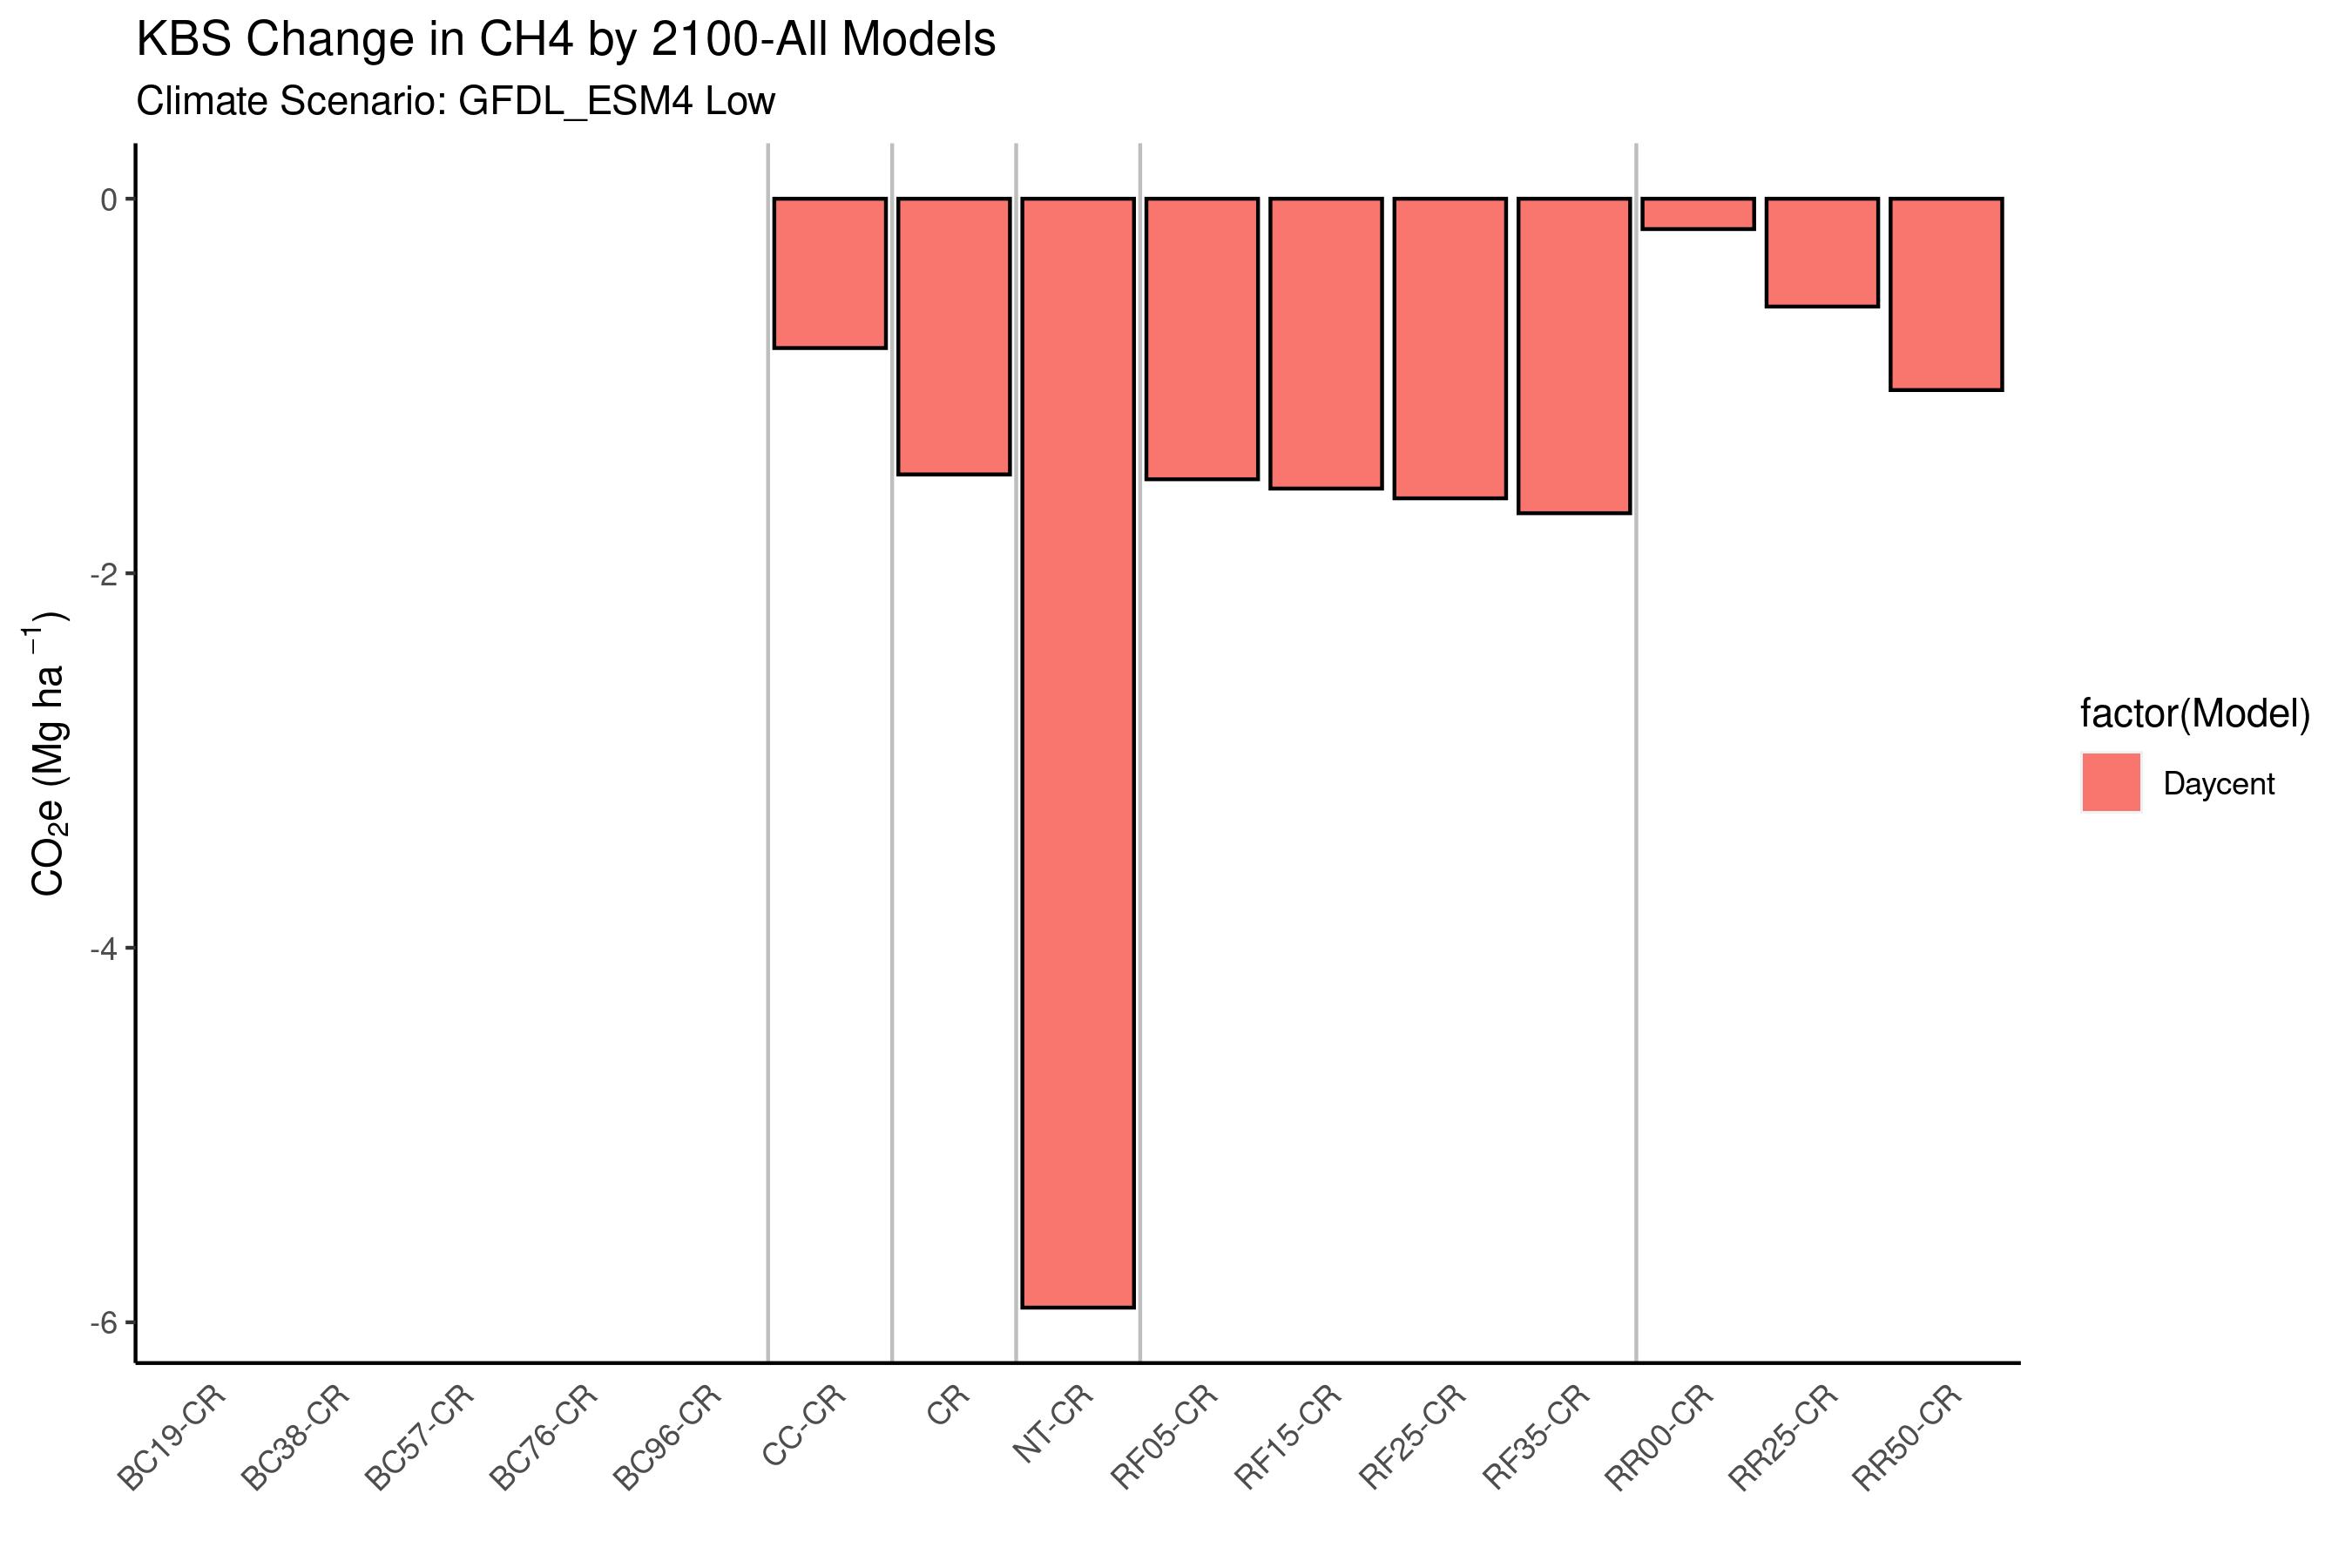 KBS Change in CH4 by 2100-All Models
Climate Scenario: GFDL_ESM4 Low
0
-2
-4
-6
CO₂e (Mg ha ⁻¹)
BC19-CR
BC38-CR
BC57-CR
BC76-CR
BC96-CR
CC-CR
CR
NT-CR
RF05-CR
RF15-CR
RF25-CR
RF35-CR
RR00-CR
RR25-CR
RR50-CR
factor(Model)
Daycent